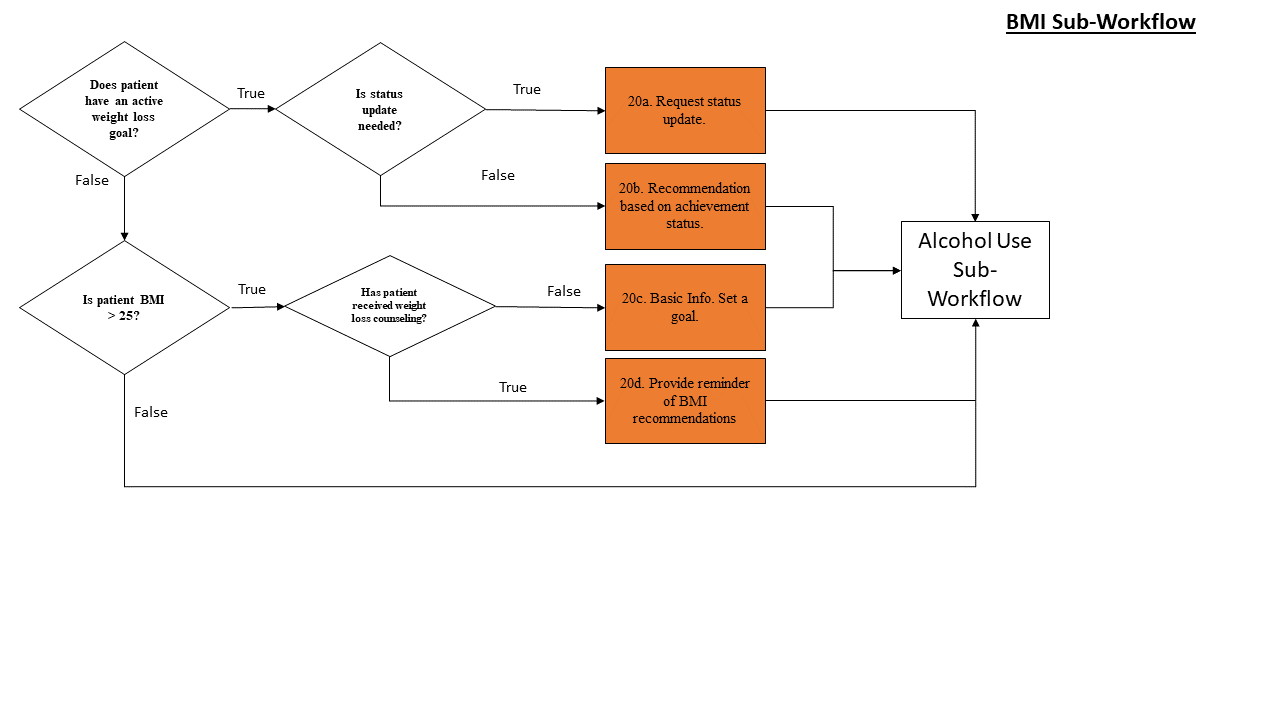 BMI Sub-Workflow
Does patient
have an active
weight loss
goal?
True
Is status
update
needed?
True
20a. Request status
update.
False
False
20b. Recommendation
based on achievement
status.
Alcohol Use
Sub-
Workflow
Is patient BMI
> 25?
True
Has patient
received weight
loss counseling?
False
20c. Basic Info. Set a
goal.
True
20d. Provide reminder
of BMI
recommendations
False